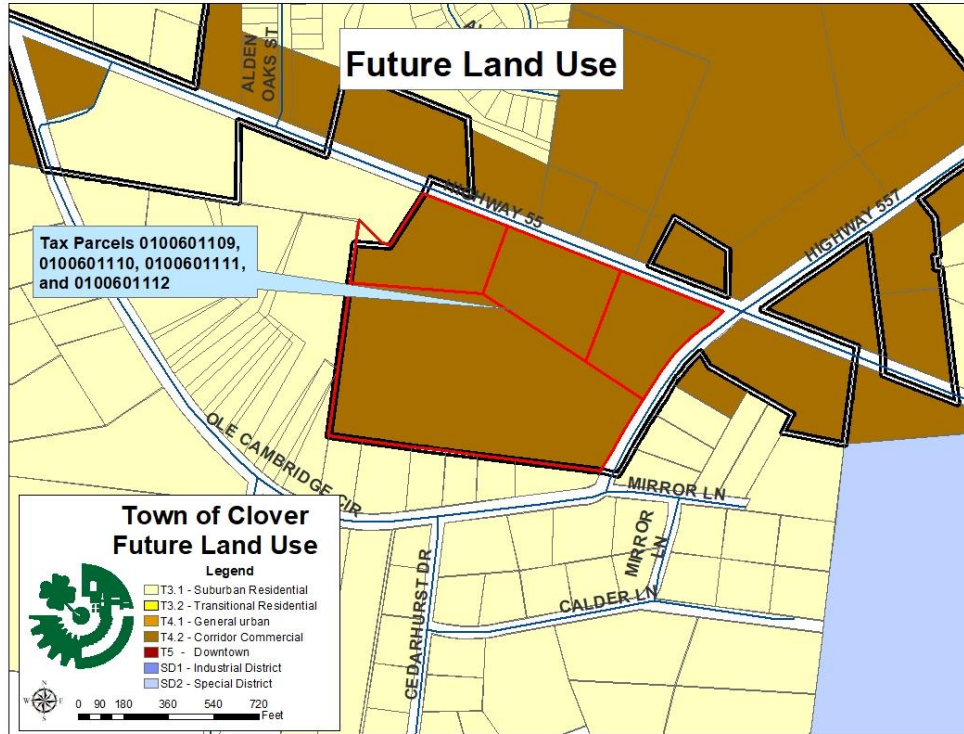 Future Land Use
ALDEN
OAKS ST
HIGHWAY 55
HIGHWAY 557
Tax Parcels 0100601109,
0100601110, 0100601111,
and 0100601112
OLE CAMBRIDGE CIR
MIRROR LN
MIRROR
LN
CALDER LN
CEDARHURST DR
Town of Clover
Future Land Use
Legend
T3.1 - Suburban Residential
T3.2 - Transitional Residential
T4.1 - General urban
T4.2 - Corridor Commercial
T5 - Downtown
SD1 - Industrial District
SD2 - Special District
N
W E
S
0 90 180 360 540 720
Feet